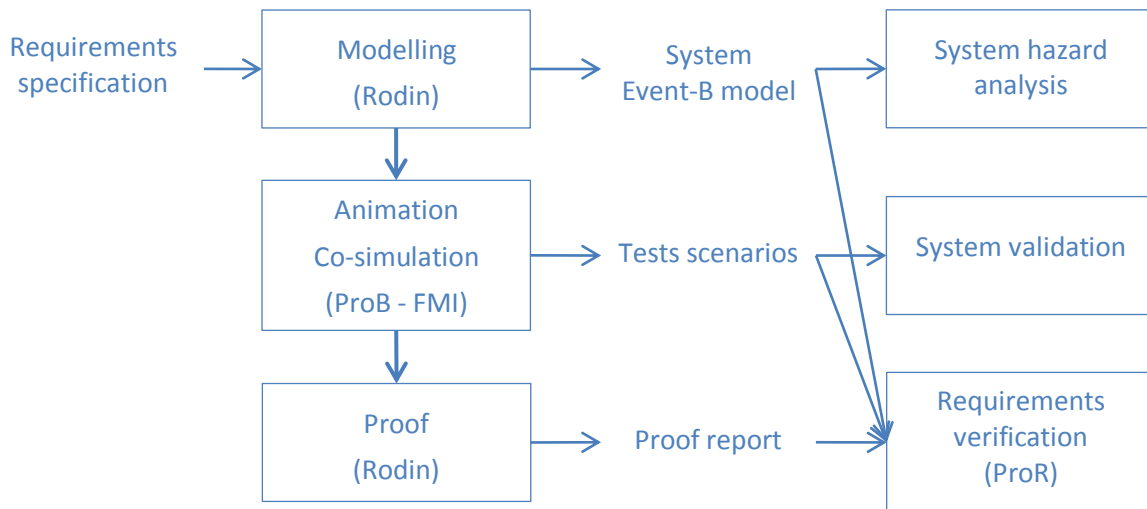 Requirements
specification
Modelling
(Rodin)
System
Event-B model
System hazard
analysis
Animation
Co-simulation
(ProB - FMI)
Tests scenarios
System validation
Proof
(Rodin)
Proof report
Requirements
verification
(ProR)